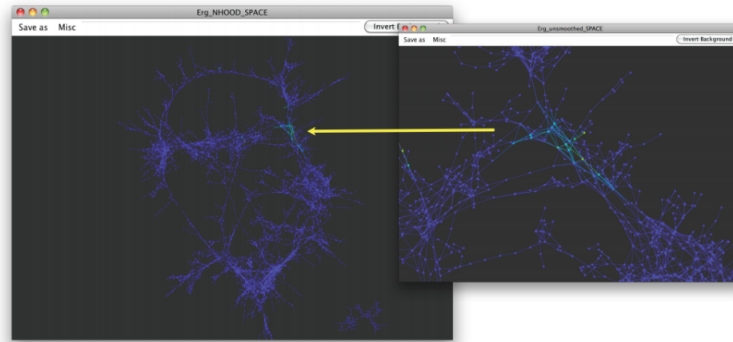 Erg_NHOOD_SPACE
Save as Misc
Invert
Erg_unsmoothed_SPACE
Save as Misc
Invert Background